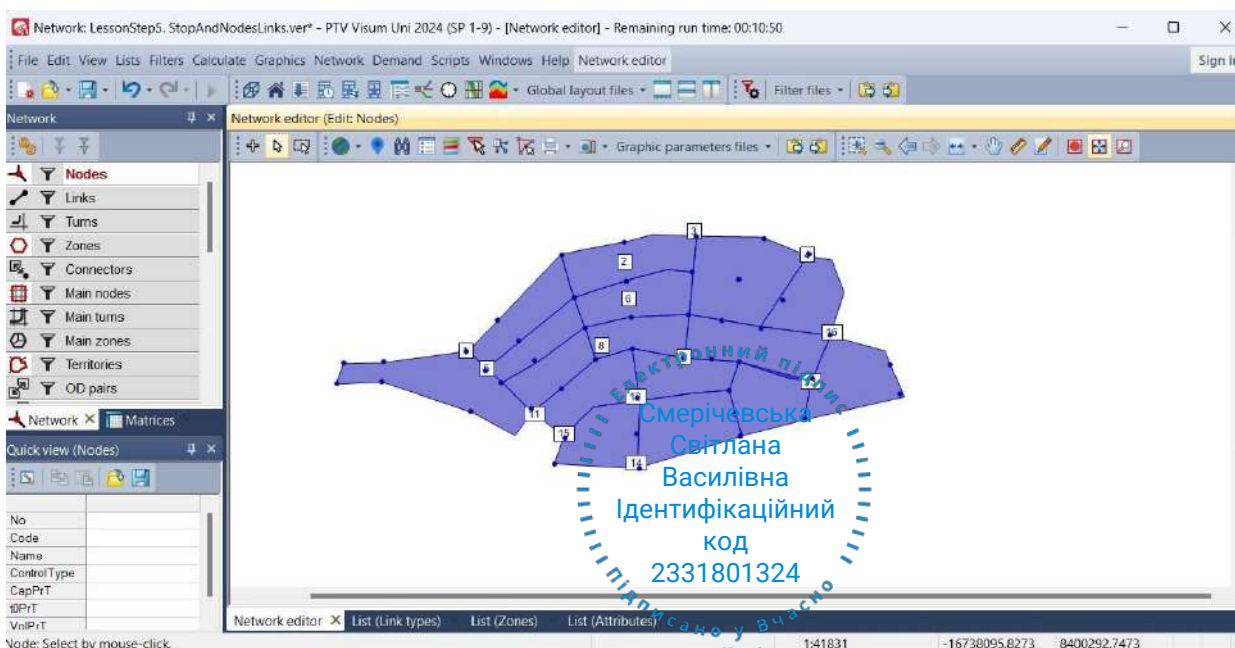 Network: LessonStep5. StopAndNodesLinks.ver* - PTV Visum Uni 2024 (SP 1-9) - [Network editor] - Remaining run time: 00:10:50
File Edit View Lists Filters Calculate Graphics Network Demand Scripts Windows Help Network editor
Sign in
Global layout files
Filter files
Network
Network editor (Edit: Nodes)
Graphic parameters files
Nodes
Links
Turns
Zones
Connectors
Main nodes
Main turns
Main zones
Territories
OD pairs
Network
Matrices
Quick view (Nodes)
No
Code
Name
ControlType
CapPrT
t0PrT
VolPrT
3
2
6
16
8
11
15
14
Електронний підпис
Смерічевська
Світлана
Василівна
Ідентифікаційний
код
2331801324
Підписано у Вчасно
Network editor
List (Link types)
List (Zones)
List (Attributes)
Node: Select by mouse-click.
1:41831
-16738095.8273
8400292.7473